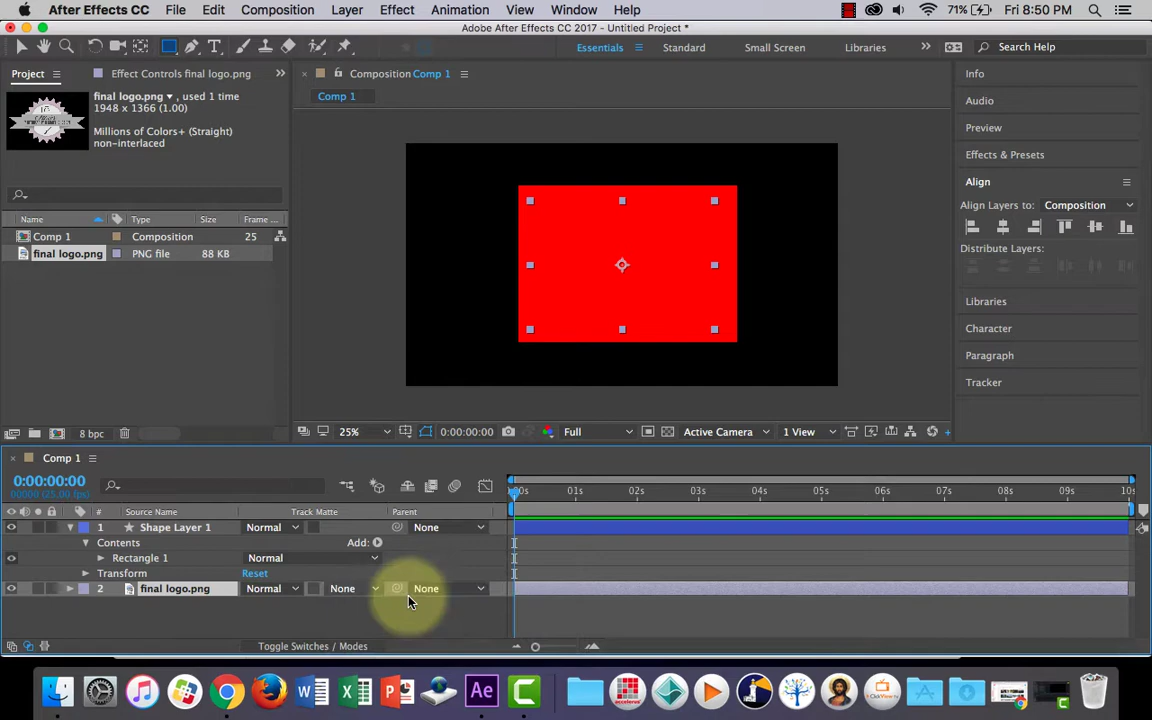 After Effects CC File Edit Composition Layer Effect Animation View Window Help 71% Fri 8:50 PM
Adobe After Effects CC 2017 - Untitled Project *
Essentials Standard Small Screen Libraries Search Help
Project Effect Controls final logo.png Composition Comp 1 Info
final logo.png , used 1 time
1948 x 1366 (1.00)
Comp 1
Audio
Millions of Colors+ (Straight)
non-interlaced
Preview
Effects & Presets
Align
Align Layers to: Composition
Name Type Size Frame ...
Comp 1 Composition 25
final logo.png PNG file 88 KB
Distribute Layers:
Libraries
Character
Paragraph
Tracker
8 bpc 25% 0:00:00:00 Full Active Camera 1 View
Comp 1
0:00:00:00
00000 (25.00 fps)
:00s 01s 02s 03s 04s 05s 06s 07s 08s 09s 10s
# Source Name Mode T Track Matte Parent
1 Shape Layer 1 Normal None
Contents Add:
Rectangle 1 Normal
Transform Reset
2 final logo.png Normal None None
Toggle Switches / Modes